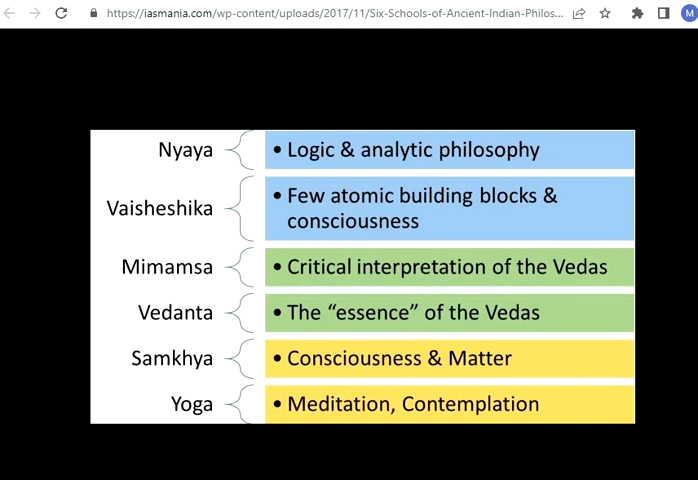 https://iasmania.com/wp-content/uploads/2017/11/Six-Schools-of-Ancient-Indian-Philos...
M
Nyaya • Logic & analytic philosophy
Vaisheshika • Few atomic building blocks &
consciousness
Mimamsa • Critical interpretation of the Vedas
Vedanta • The “essence” of the Vedas
Samkhya • Consciousness & Matter
Yoga • Meditation, Contemplation